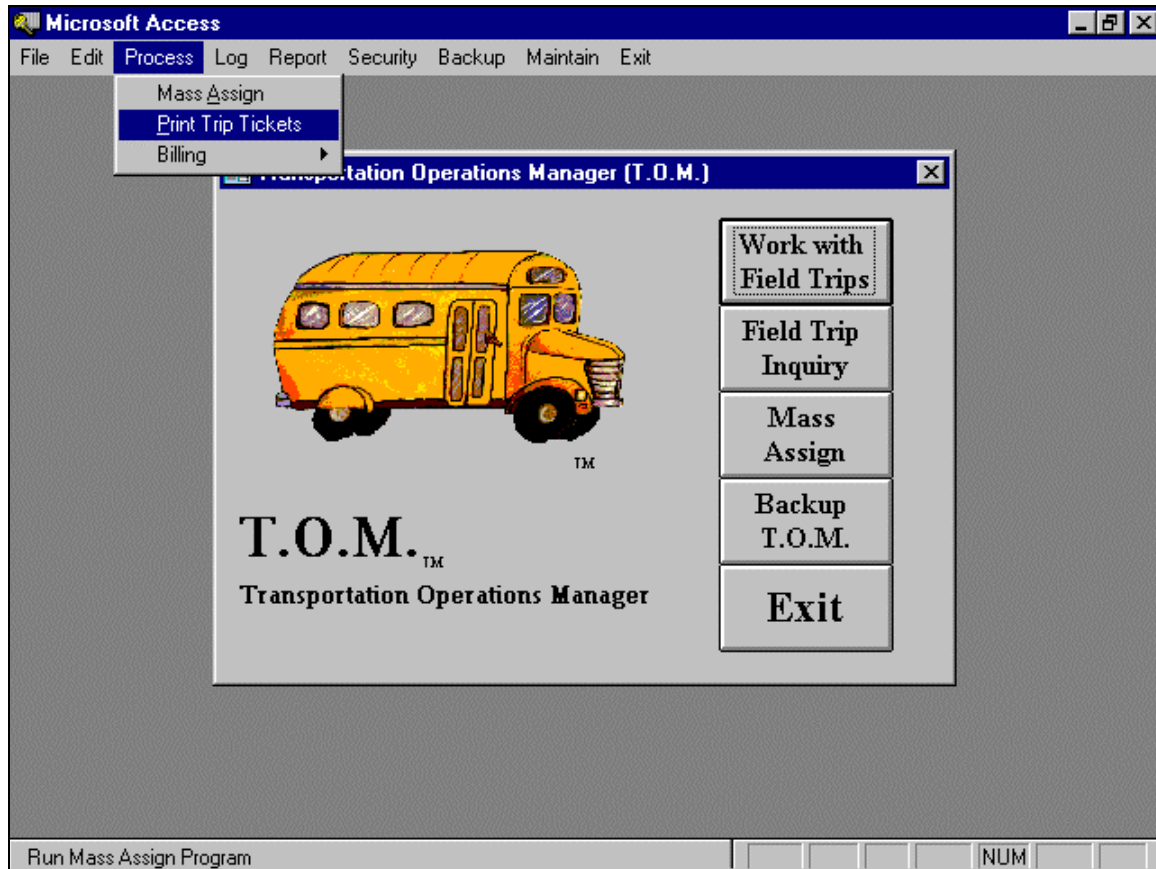 Microsoft Access
File Edit Process Log Report Security Backup Maintain Exit
Mass Assign
Print Trip Tickets
Billing
Transportation Operations Manager (T.O.M.)
Work with
Field Trips
Field Trip
Inquiry
Mass
Assign
Backup
T.O.M.
Exit
TM
T.O.M. TM
Transportation Operations Manager
Run Mass Assign Program
NUM